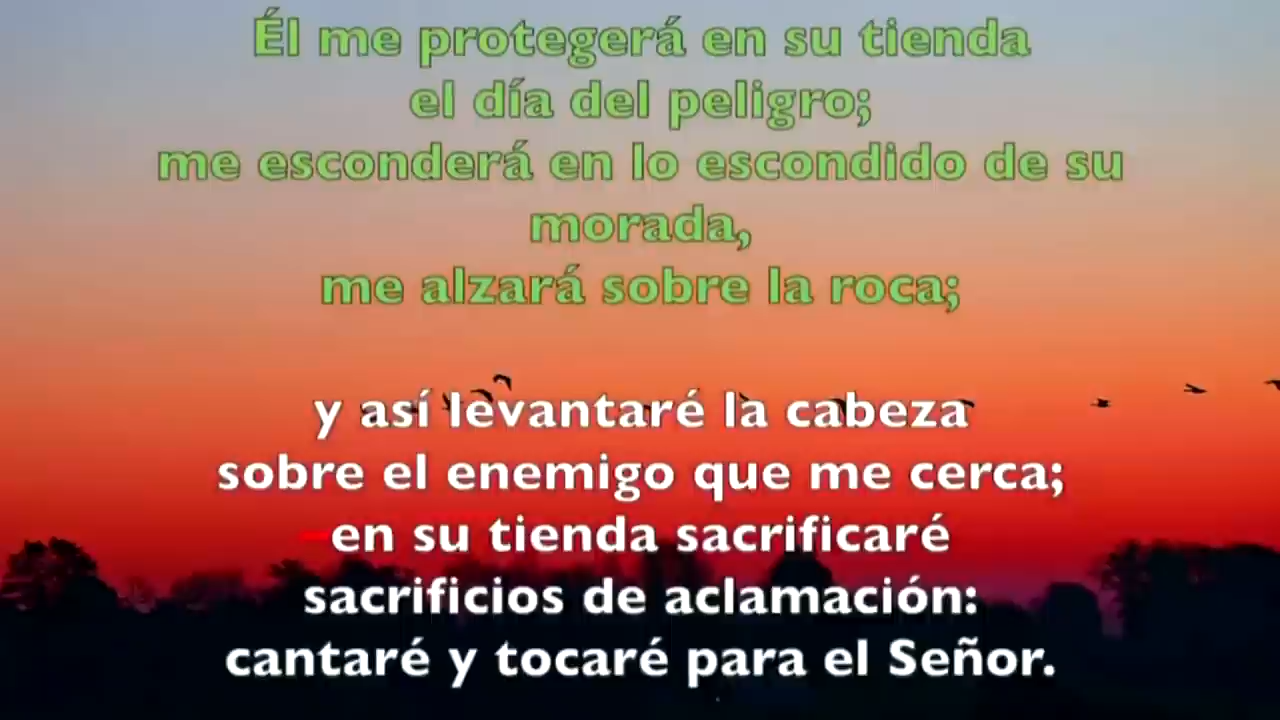 Él me protegerá en su tienda
el día del peligro;
me esconderá en lo escondido de su
morada,
me alzará sobre la roca;
y así levantaré la cabeza
sobre el enemigo que me cerca;
en su tienda sacrificaré
sacrificios de aclamación:
cantaré y tocaré para el Señor.